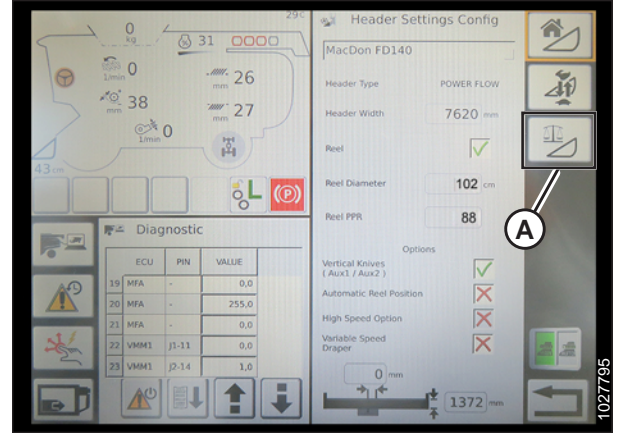 29c
0
kg
31
0
1/min
26
mm
38
mm
27
mm
0
1/min
43 cm
L
(P)
Diagnostic
ECU PIN VALUE
19 MFA - 0,0
20 MFA - 255,0
21 MFA - 0,0
22 VMM1 J1-11 0,0
23 VMM1 J2-14 1,0
Header Settings Config
MacDon FD140
Header Type POWER FLOW
Header Width 7620 mm
Reel
Reel Diameter 102 cm
Reel PPR 88
Options
Vertical Knives
( Aux1 / Aux2 )
Automatic Reel Position
High Speed Option
Variable Speed
Draper
0 mm
1372 mm
A
1027795